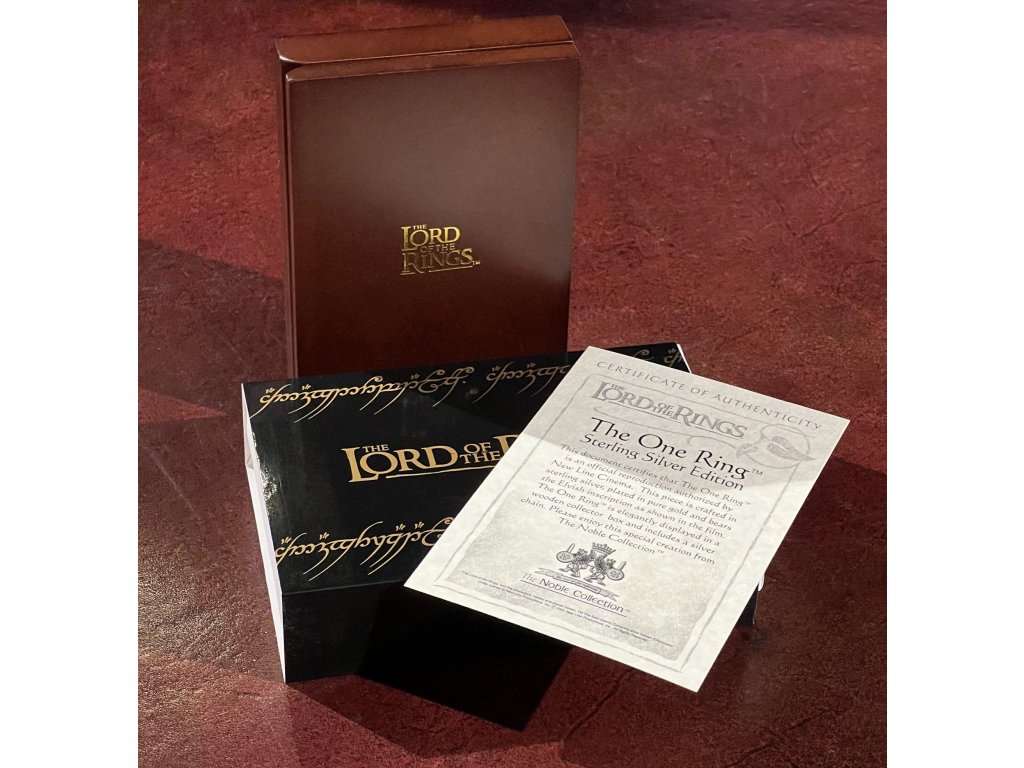 THE
LORD
OF THE
RINGS™
THE
LORD OF
THE R
CERTIFICATE OF AUTHENTICITY
THE
LORD OF
THE RINGS
The One Ring™
Sterling Silver Edition
This document certifies that The One Ring™
is an official reproduction authorized by
New Line Cinema. This piece is crafted in
sterling silver, plated in pure gold and bears
the Elvish inscription as shown in the film.
The One Ring™ is elegantly displayed in a
wooden collector box and includes a silver
chain. Please enjoy this special creation from
The Noble Collection™
The Noble Collection™